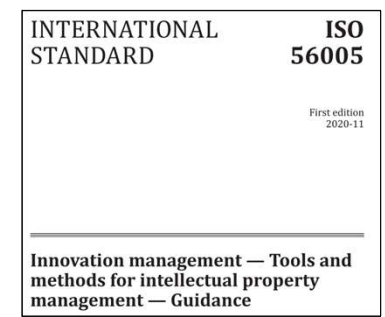 INTERNATIONAL
STANDARD
ISO
56005
First edition
2020-11
Innovation management — Tools and
methods for intellectual property
management — Guidance